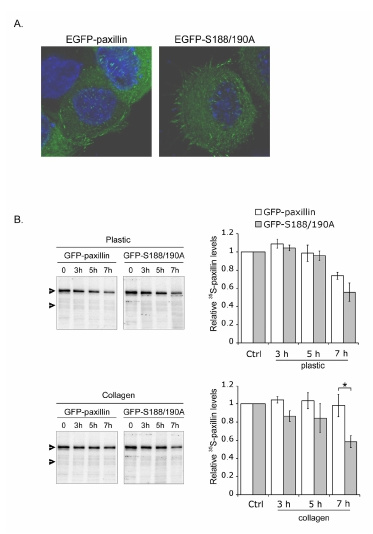 A.
EGFP-paxillin EGFP-S188/190A
B.
Plastic
GFP-paxillin GFP-S188/190A
0 3h 5h 7h 0 3h 5h 7h
GFP-paxillin
GFP-S188/190A
Relative ³⁵S-paxillin levels
1.2
1
0.8
0.6
0.4
0.2
0
Ctrl 3 h 5 h 7 h
plastic
Collagen
GFP-paxillin GFP-S188/190A
0 3h 5h 7h 0 3h 5h 7h
Relative ³⁵S-paxillin levels
1.2
1
0.8
0.6
0.4
0.2
0
*
Ctrl 3 h 5 h 7 h
collagen